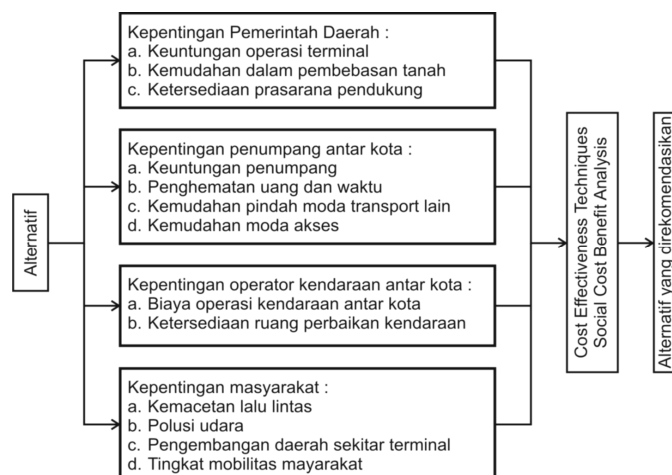 Alternatif
Kepentingan Pemerintah Daerah :
a. Keuntungan operasi terminal
b. Kemudahan dalam pembebasan tanah
c. Ketersediaan prasarana pendukung
Kepentingan penumpang antar kota :
a. Keuntungan penumpang
b. Penghematan uang dan waktu
c. Kemudahan pindah moda transport lain
d. Kemudahan moda akses
Kepentingan operator kendaraan antar kota :
a. Biaya operasi kendaraan antar kota
b. Ketersediaan ruang perbaikan kendaraan
Kepentingan masyarakat :
a. Kemacetan lalu lintas
b. Polusi udara
c. Pengembangan daerah sekitar terminal
d. Tingkat mobilitas mayarakat
Cost Effectiveness Techniques
Social Cost Benefit Analysis
Alternatif yang direkomendasikan